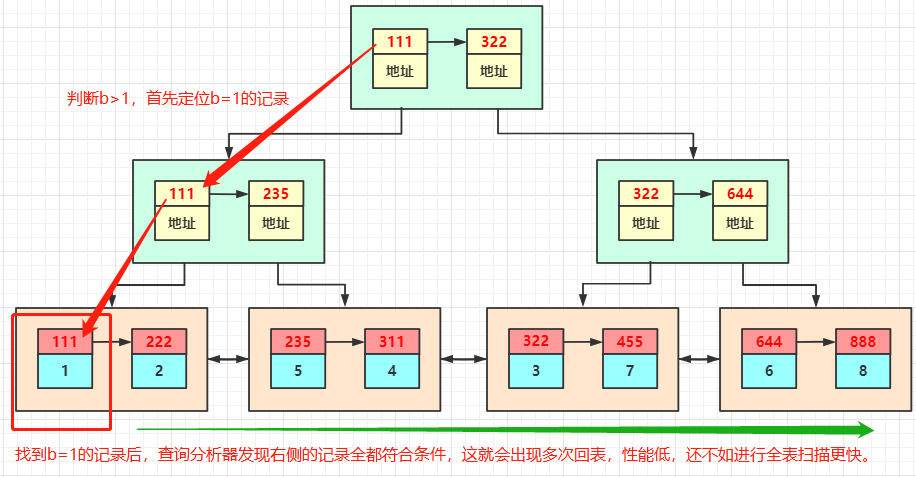 111 322
地址 地址
判断b>1，首先定位b=1的记录
111 235 322 644
地址 地址 地址 地址
111 222 235 311 322 455 644 888
1 2 5 4 3 7 6 8
找到b=1的记录后，查询分析器发现右侧的记录全都符合条件，这就会出现多次回表，性能低，还不如进行全表扫描更快。